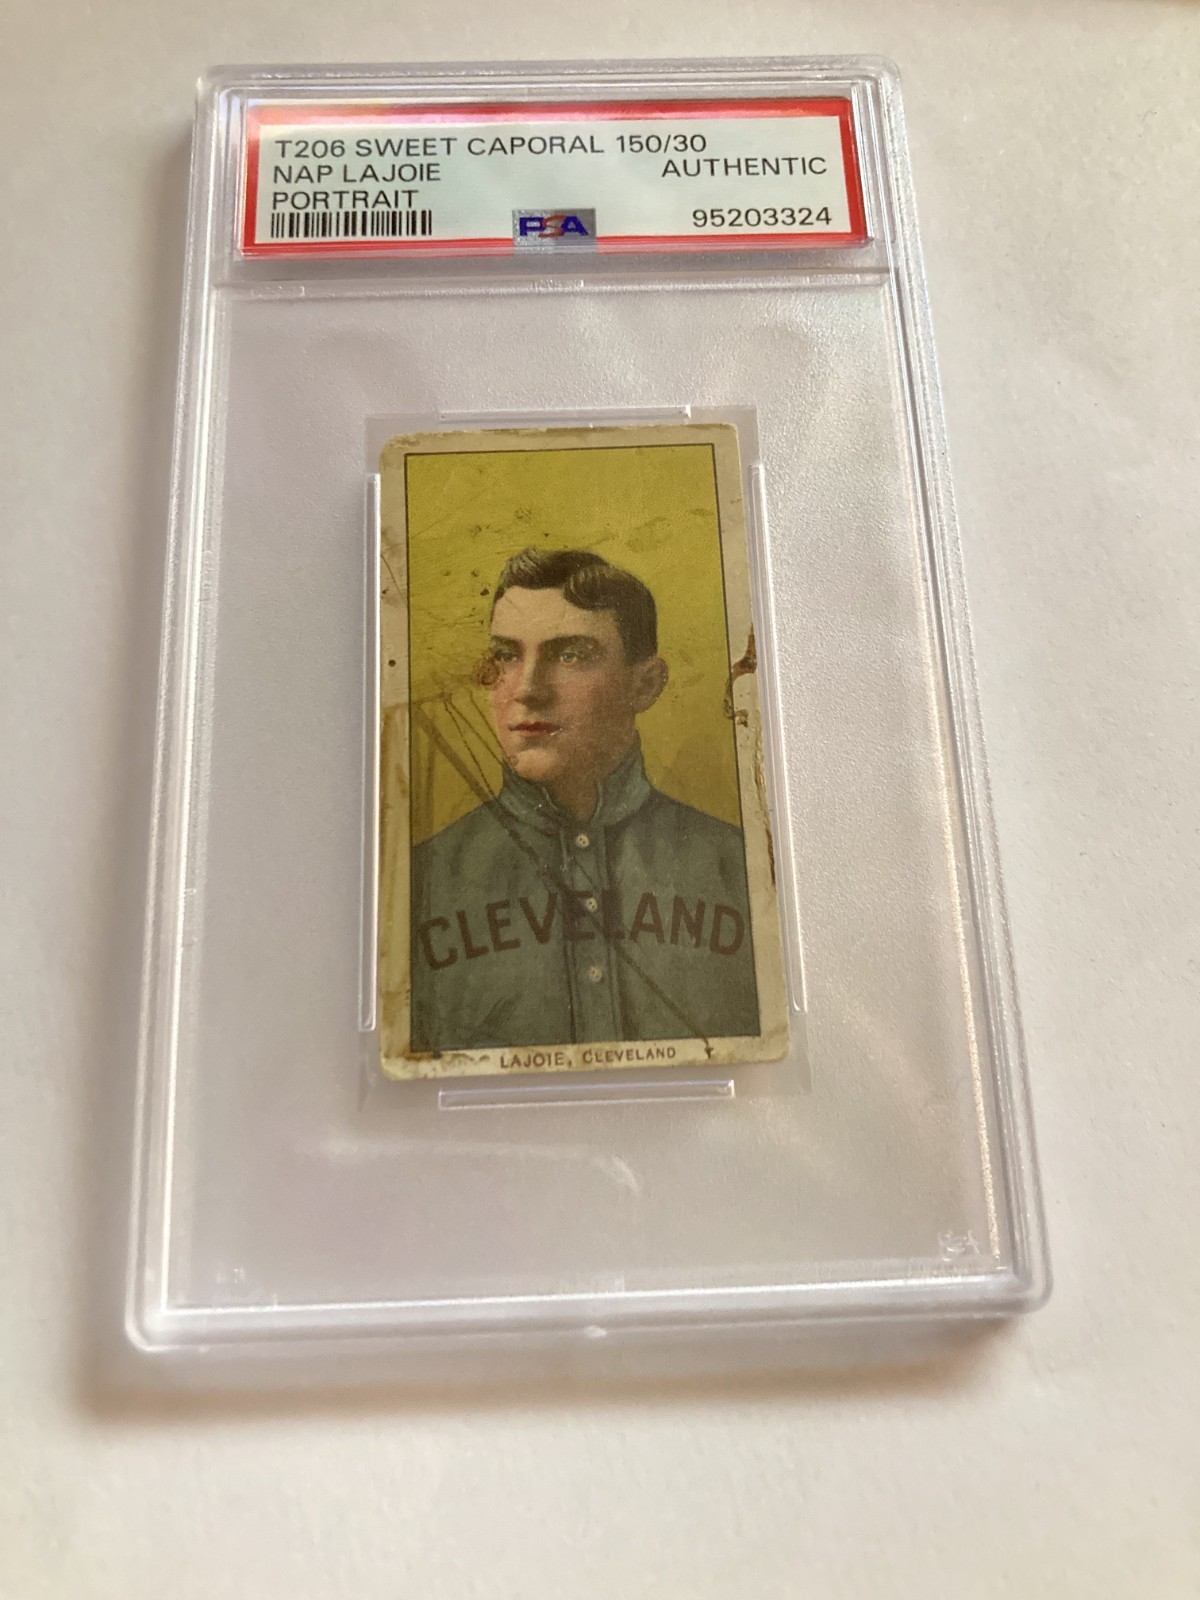 T206 SWEET CAPORAL 150/30
NAP LAJOIE AUTHENTIC
PORTRAIT
PSA 95203324
CLEVELAND
LAJOIE, CLEVELAND